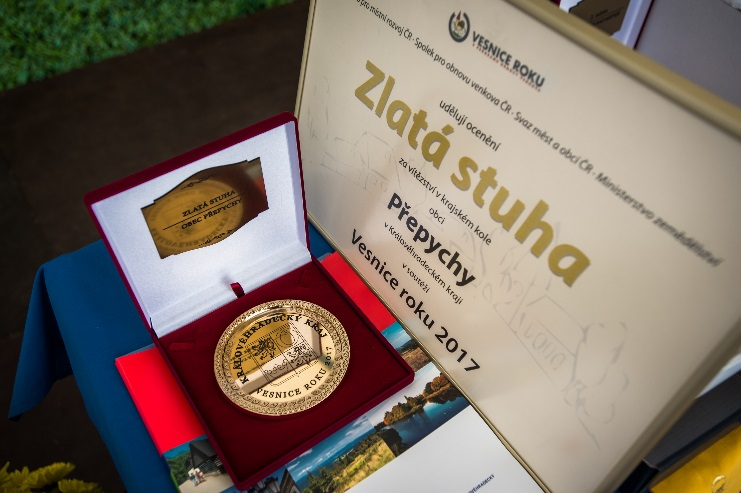 VESNICE ROKU
pro místní rozvoj ČR - Spolek pro obnovu venkova ČR - Svaz měst a obcí ČR - Ministerstvo zemědělství
udělují ocenění
Zlatá stuha
za vítězství v krajském kole
obci
Přepychy
v Královéhradeckém kraji
v soutěži
Vesnice roku 2017
ZLATÁ STUHA
OBEC PŘEPYCHY
KRÁLOVÉHRADECKÝ KRAJ
VESNICE ROKU 2017